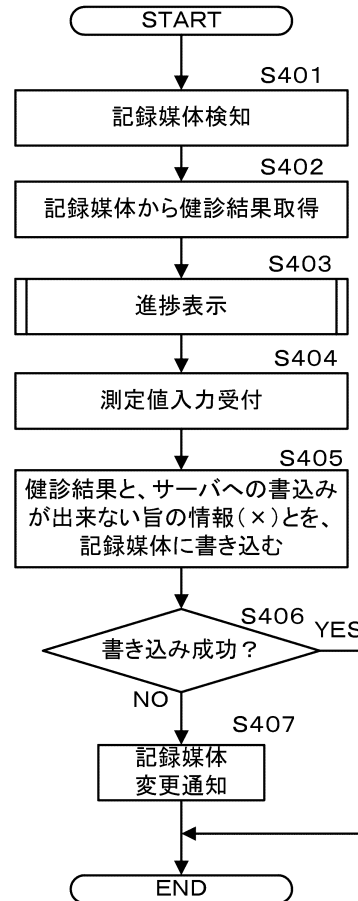 START
S401
記録媒体検知
S402
記録媒体から健診結果取得
S403
進捗表示
S404
測定値入力受付
S405
健診結果と、サーバへの書込み
が出来ない旨の情報(×)とを、
記録媒体に書き込む
S406
YES
書き込み成功?
NO
S407
記録媒体
変更通知
END